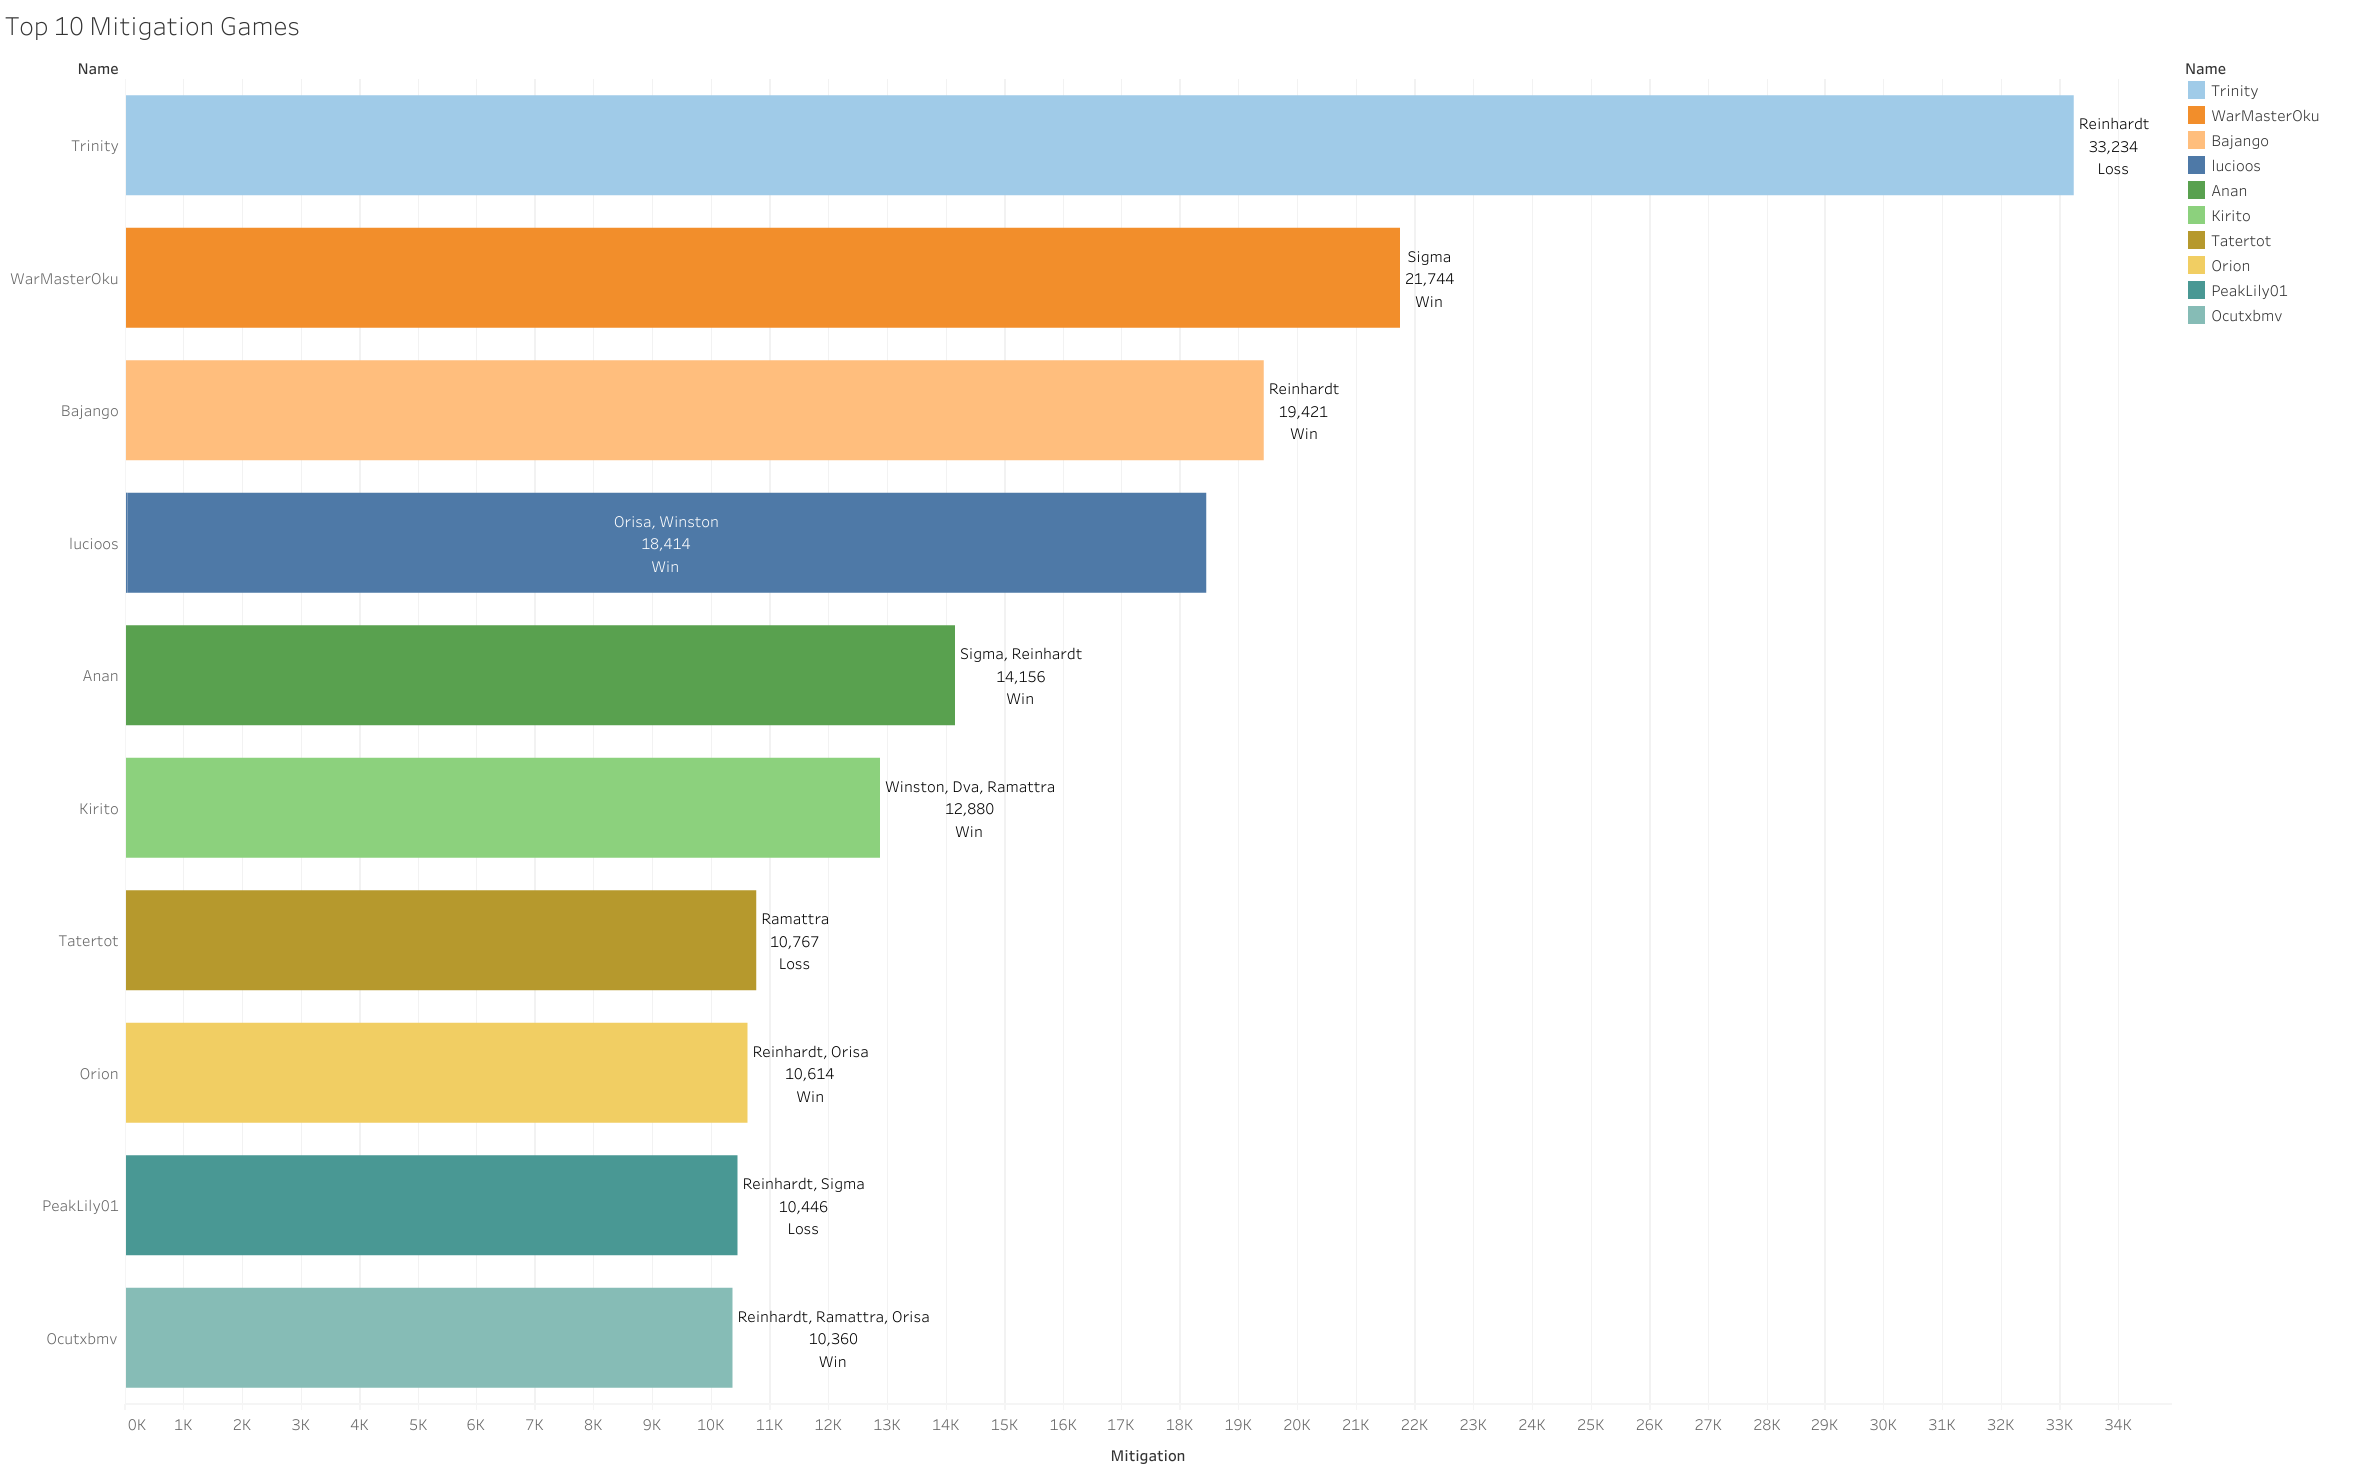 Top 10 Mitigation Games
Name
Trinity
Reinhardt
33,234
Loss
WarMasterOku
Sigma
21,744
Win
Bajango
Reinhardt
19,421
Win
lucioos
Orisa, Winston
18,414
Win
Anan
Sigma, Reinhardt
14,156
Win
Kirito
Winston, Dva, Ramattra
12,880
Win
Tatertot
Ramattra
10,767
Loss
Orion
Reinhardt, Orisa
10,614
Win
PeakLily01
Reinhardt, Sigma
10,446
Loss
Ocutxbmv
Reinhardt, Ramattra, Orisa
10,360
Win
0K 1K 2K 3K 4K 5K 6K 7K 8K 9K 10K 11K 12K 13K 14K 15K 16K 17K 18K 19K 20K 21K 22K 23K 24K 25K 26K 27K 28K 29K 30K 31K 32K 33K 34K
Mitigation
Name
Trinity
WarMasterOku
Bajango
lucioos
Anan
Kirito
Tatertot
Orion
PeakLily01
Ocutxbmv